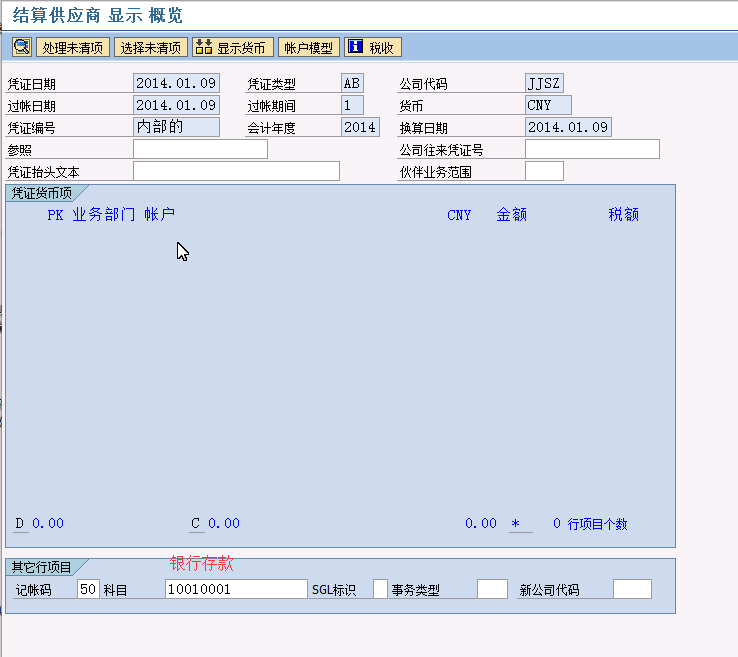 结算供应商 显示 概览
处理未清项 选择未清项 显示货币 帐户模型 税收
凭证日期 2014.01.09 凭证类型 AB 公司代码 JJSZ
过帐日期 2014.01.09 过帐期间 1 货币 CNY
凭证编号 内部的 会计年度 2014 换算日期 2014.01.09
参照 公司往来凭证号
凭证抬头文本 伙伴业务范围
凭证货币项
PK 业务部门 帐户 CNY 金额 税额
D 0.00 C 0.00 0.00 * 0 行项目个数
其它行项目 银行存款
记帐码 50 科目 10010001 SGL标识 事务类型 新公司代码